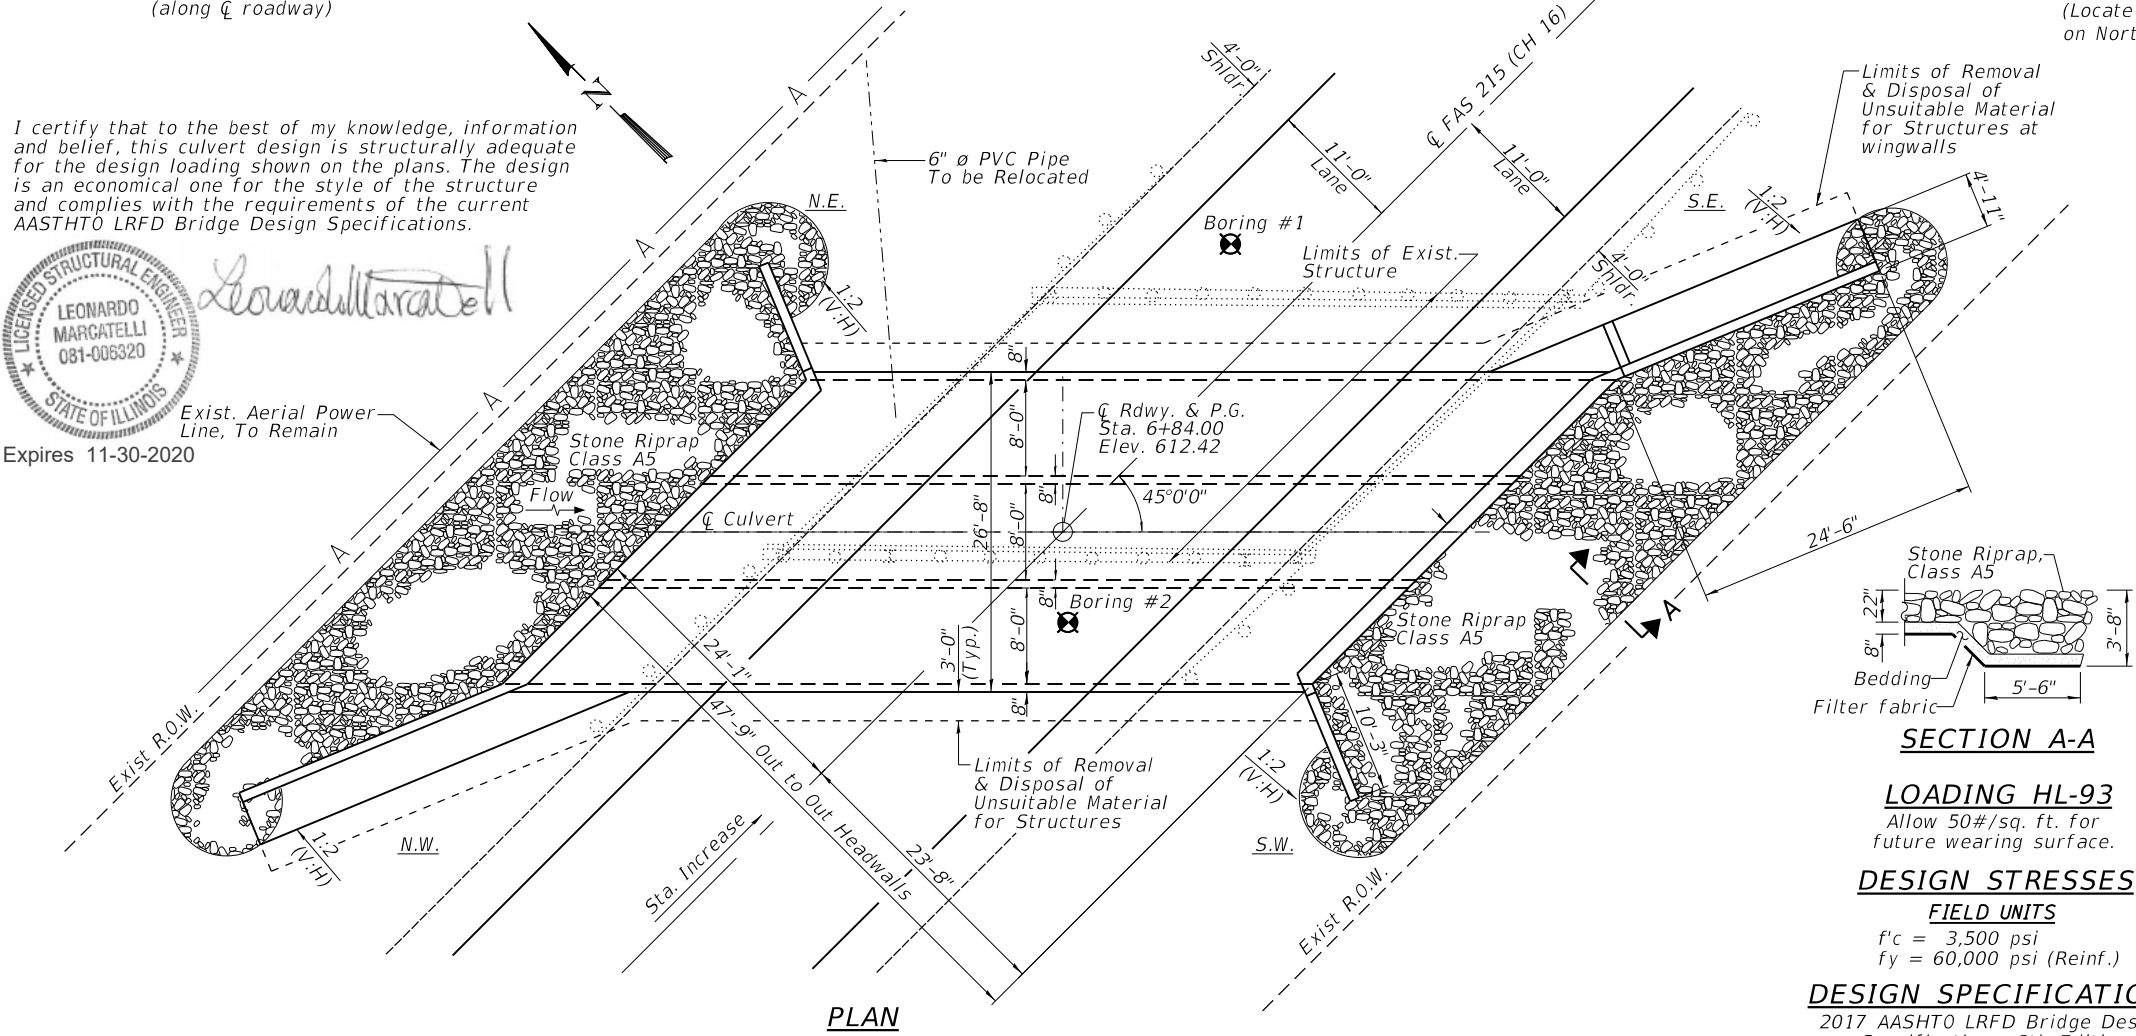 (along ℄ roadway)
(Locate
on Nort
I certify that to the best of my knowledge, information
and belief, this culvert design is structurally adequate
for the design loading shown on the plans. The design
is an economical one for the style of the structure
and complies with the requirements of the current
AASTHTO LRFD Bridge Design Specifications.
LICENSED STRUCTURAL ENGINEER
LEONARDO
MARCATELLI
081-006320
STATE OF ILLINOIS
Expires 11-30-2020
N
Exist. Aerial Power
Line, To Remain
A
A
A
A
Exist R.O.W.
6" ø PVC Pipe
To be Relocated
N.E.
1:2
(V:H)
4'-0"
Shldr.
11'-0"
Lane
℄ FAS 215 (CH 16)
11'-0"
Lane
Boring #1
Limits of Exist.
Structure
4'-0"
Shldr.
S.E.
1:2
(V:H)
Limits of Removal
& Disposal of
Unsuitable Material
for Structures at
wingwalls
4'-11"
Stone Riprap
Class A5
Flow
℄ Culvert
8"
8'-0"
8"
8'-0"
26'-8"
8"
8'-0"
3'-0"
(Typ.)
8"
℄ Rdwy. & P.G.
Sta. 6+84.00
Elev. 612.42
45°0'0"
Boring #2
24'-6"
Stone Riprap
Class A5
A
24'-1"
47'-9" Out to Out Headwalls
23'-8"
10'-3"
Limits of Removal
& Disposal of
Unsuitable Material
for Structures
1:2
(V:H)
N.W.
Sta. Increase
1:2
(V:H)
S.W.
Exist R.O.W.
PLAN
Stone Riprap,
Class A5
22"
8"
3'-8"
Bedding
5'-6"
Filter fabric
SECTION A-A
LOADING HL-93
Allow 50#/sq. ft. for
future wearing surface.
DESIGN STRESSES
FIELD UNITS
f'c = 3,500 psi
fy = 60,000 psi (Reinf.)
DESIGN SPECIFICATIO
2017 AASHTO LRFD Bridge Des